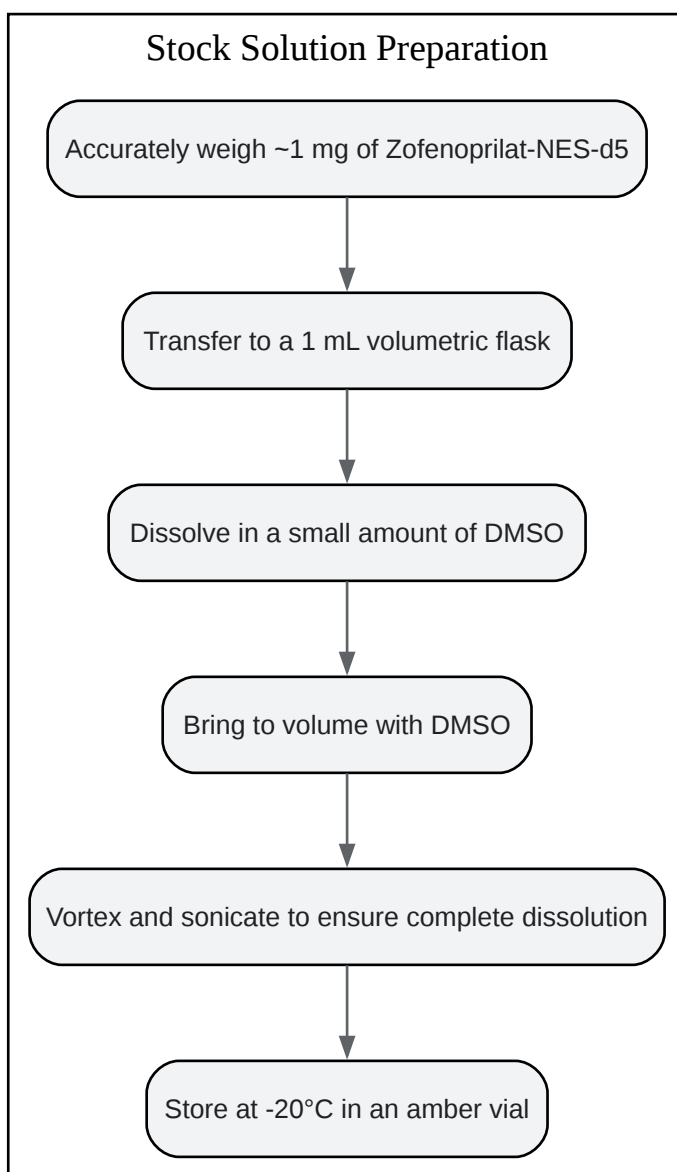 Stock Solution Preparation
Accurately weigh ~1 mg of Zofenoprilat-NES-d5
Transfer to a 1 mL volumetric flask
Dissolve in a small amount of DMSO
Bring to volume with DMSO
Vortex and sonicate to ensure complete dissolution
Store at -20°C in an amber vial